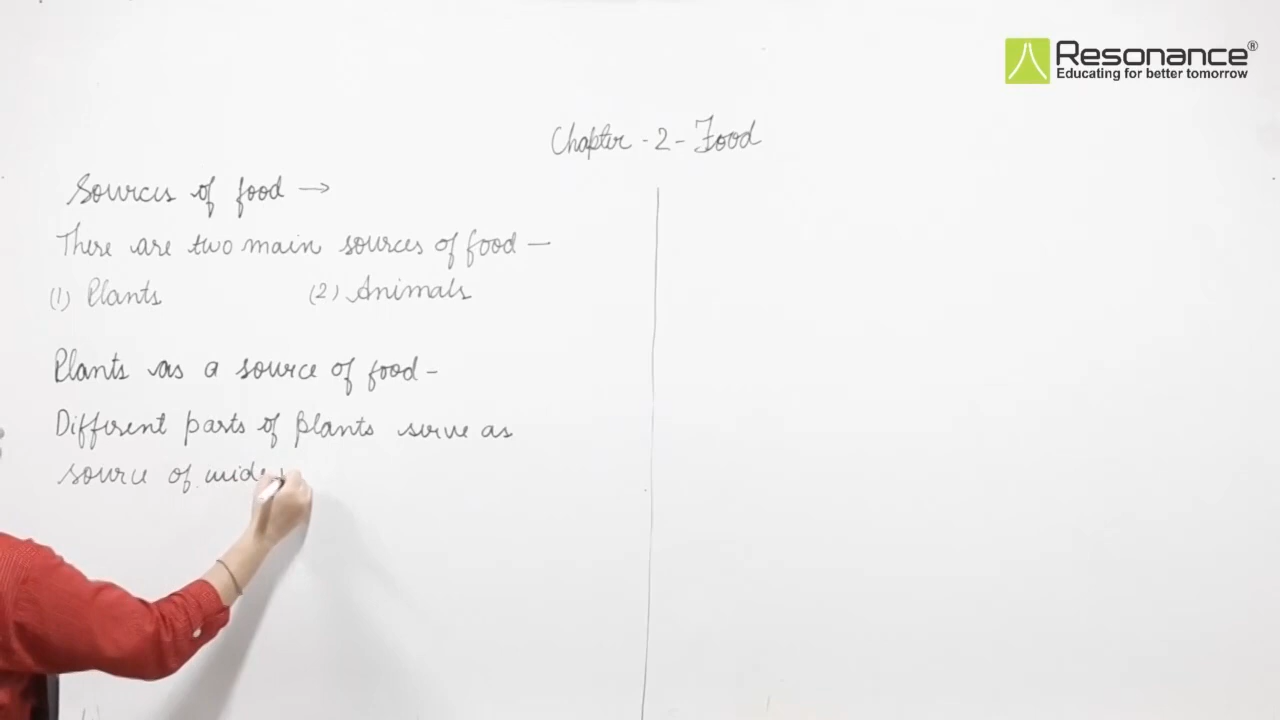 Resonance®
Educating for better tomorrow
Chapter - 2 - Food
Sources of food →
There are two main sources of food —
(1) Plants (2) Animals
Plants as a source of food -
Different parts of plants serve as
source of wide